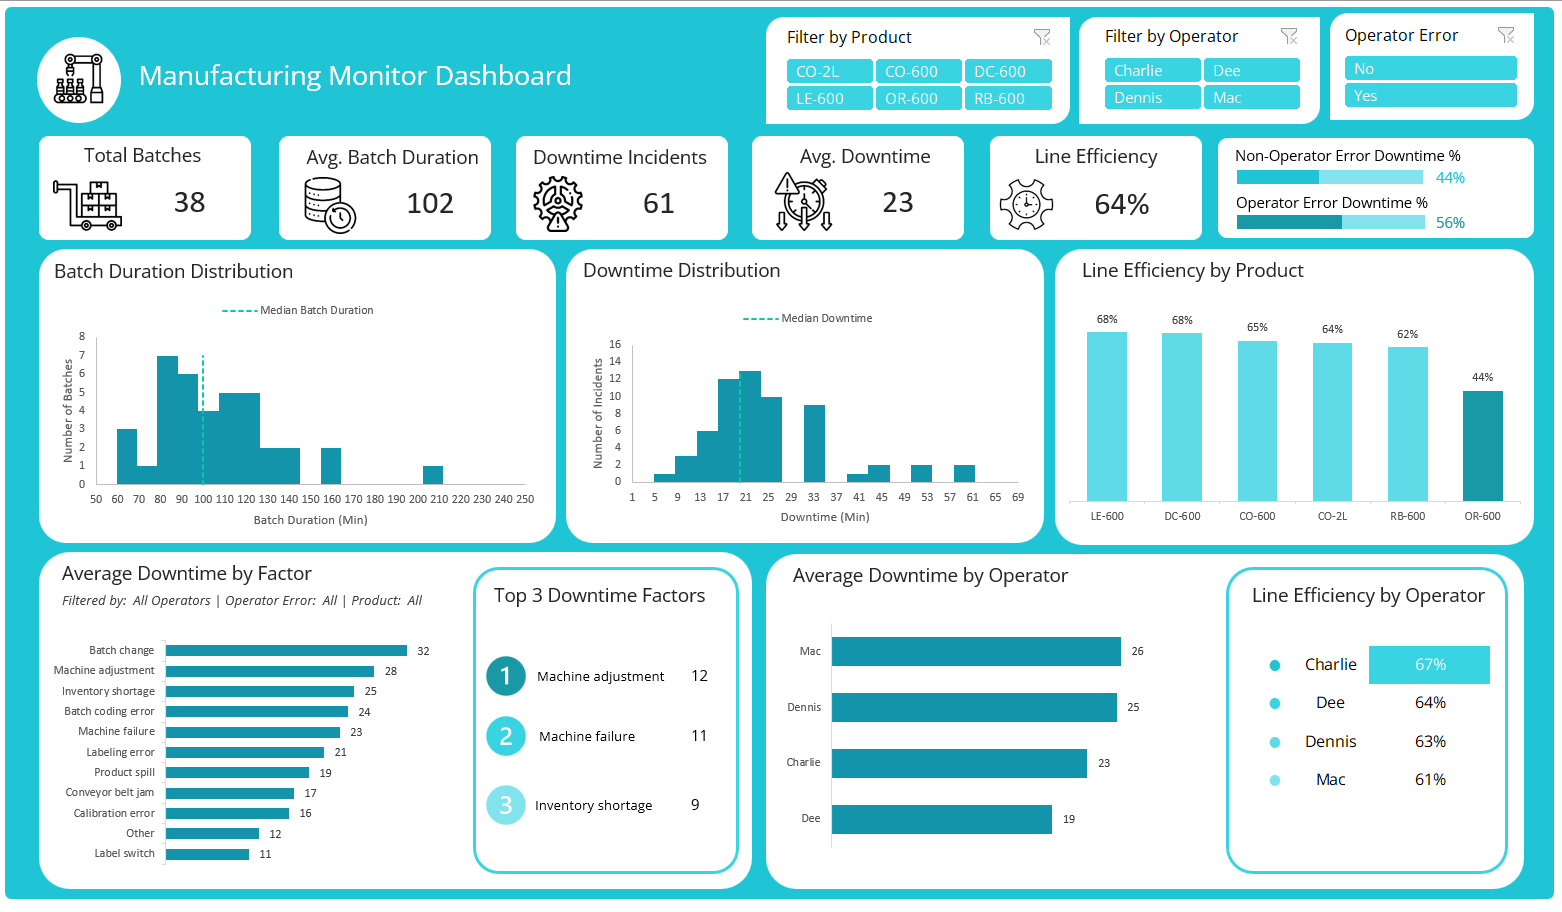 Manufacturing Monitor Dashboard
Filter by Product
CO-2L CO-600 DC-600
LE-600 OR-600 RB-600
Filter by Operator
Charlie Dee
Dennis Mac
Operator Error
No
Yes
Total Batches
38
Avg. Batch Duration
102
Downtime Incidents
61
Avg. Downtime
23
Line Efficiency
64%
Non-Operator Error Downtime %
44%
Operator Error Downtime %
56%
Batch Duration Distribution
Median Batch Duration
Number of Batches
8
7
6
5
4
3
2
1
0
50 60 70 80 90 100 110 120 130 140 150 160 170 180 190 200 210 220 230 240 250
Batch Duration (Min)
Downtime Distribution
Median Downtime
Number of Incidents
16
14
12
10
8
6
4
2
0
1 5 9 13 17 21 25 29 33 37 41 45 49 53 57 61 65 69
Downtime (Min)
Line Efficiency by Product
68% 68% 65% 64% 62% 44%
LE-600 DC-600 CO-600 CO-2L RB-600 OR-600
Average Downtime by Factor
Filtered by: All Operators | Operator Error: All | Product: All
Batch change 32
Machine adjustment 28
Inventory shortage 25
Batch coding error 24
Machine failure 23
Labeling error 21
Product spill 19
Conveyor belt jam 17
Calibration error 16
Other 12
Label switch 11
Top 3 Downtime Factors
1 Machine adjustment 12
2 Machine failure 11
3 Inventory shortage 9
Average Downtime by Operator
Mac 26
Dennis 25
Charlie 23
Dee 19
Line Efficiency by Operator
Charlie 67%
Dee 64%
Dennis 63%
Mac 61%